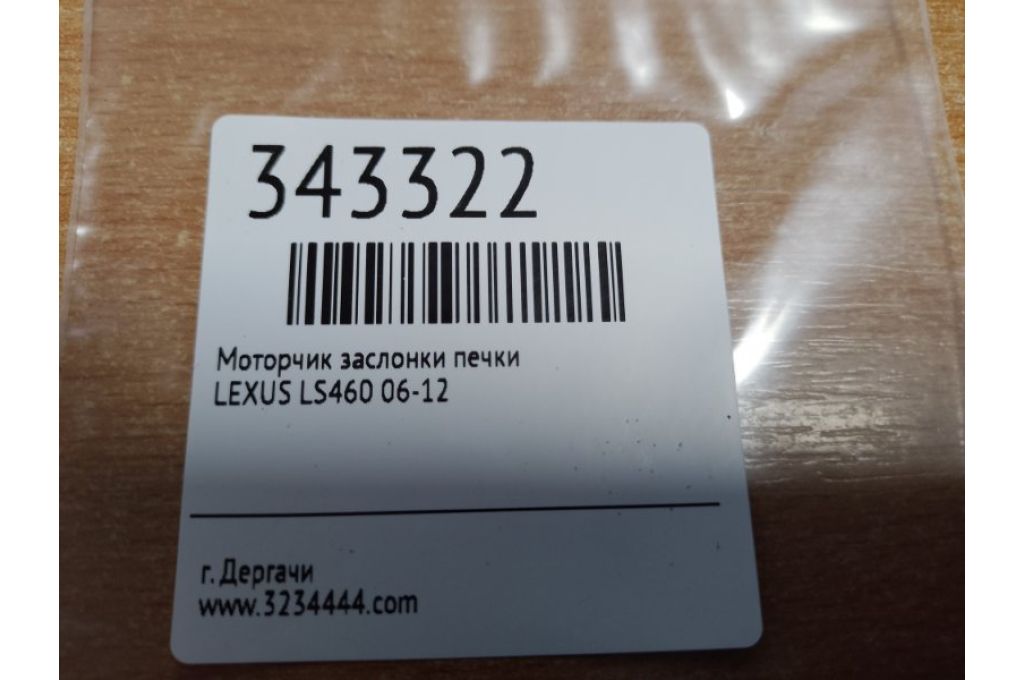 343322
Моторчик заслонки печки
LEXUS LS460 06-12
г. Дергачи
www.3234444.com